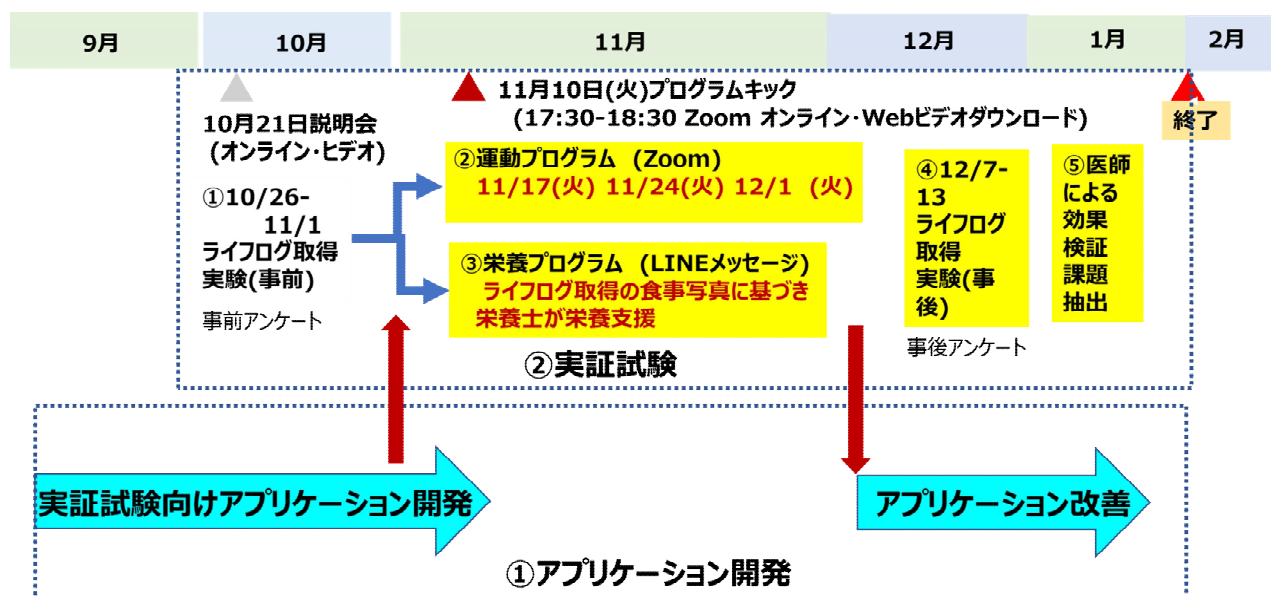 9月
10月
11月
12月
1月
2月
11月10日(火)プログラムキック
(17:30-18:30 Zoom オンライン・Webビデオダウンロード)
終了
10月21日説明会
(オンライン・ヒデオ)
①10/26-
11/1
ライフログ取得
実験(事前)
事前アンケート
②運動プログラム (Zoom)
11/17(火) 11/24(火) 12/1 (火)
③栄養プログラム (LINEメッセージ)
ライフログ取得の食事写真に基づき
栄養士が栄養支援
④12/7-
13
ライフログ
取得
実験(事
後)
事後アンケート
⑤医師
による
効果
検証
課題
抽出
②実証試験
実証試験向けアプリケーション開発
アプリケーション改善
①アプリケーション開発